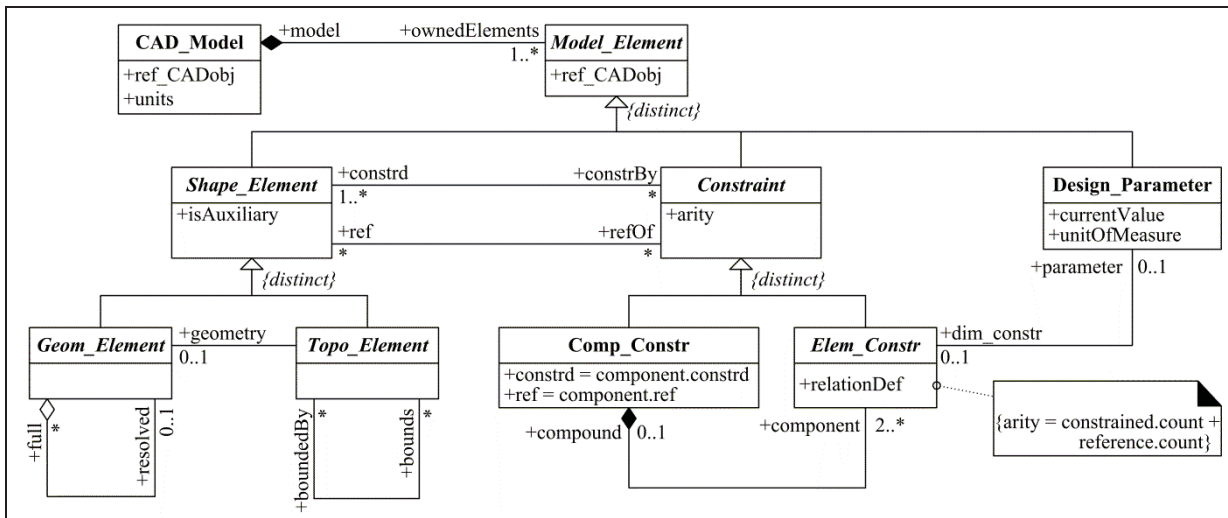 CAD_Model
+ref_CADobj
+units
+model
+ownedElements
1..*
Model_Element
+ref_CADobj
{distinct}
Shape_Element
+isAuxiliary
+constrd
1..*
+constrBy
*
+ref
*
+refOf
*
Constraint
+arity
Design_Parameter
+currentValue
+unitOfMeasure
+parameter
0..1
{distinct}
{distinct}
Geom_Element
+geometry
0..1
Topo_Element
+full
*
+resolved
0..1
+boundedBy
*
+bounds
*
Comp_Constr
+constrd = component.constrd
+ref = component.ref
+compound
0..1
Elem_Constr
+relationDef
+dim_constr
0..1
+component
2..*
{arity = constrained.count +
reference.count}